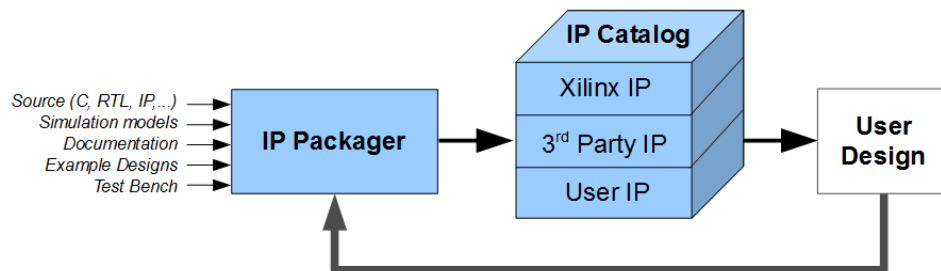 Source (C, RTL, IP,...)
Simulation models
Documentation
Example Designs
Test Bench
IP Packager
IP Catalog
Xilinx IP
3rd Party IP
User IP
User
Design